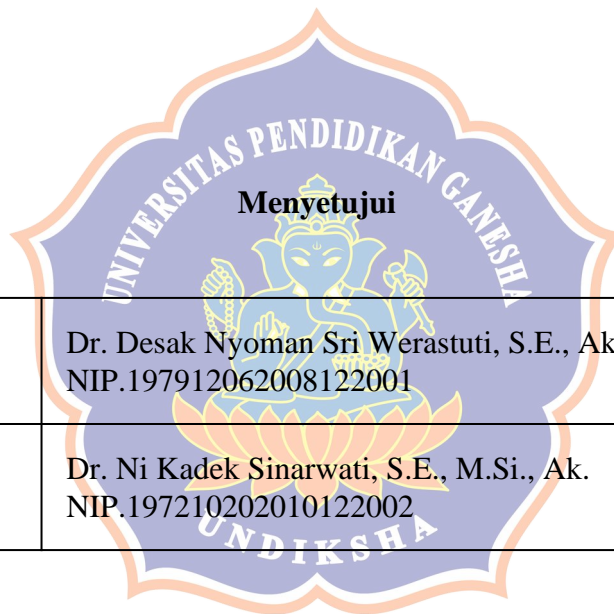 UNIVERSITAS PENDIDIKAN GANESHA
Menyetujui
Dr. Desak Nyoman Sri Werastuti, S.E., Ak
NIP.197912062008122001
Dr. Ni Kadek Sinarwati, S.E., M.Si., Ak.
NIP.197210202010122002
UNDIKSHA